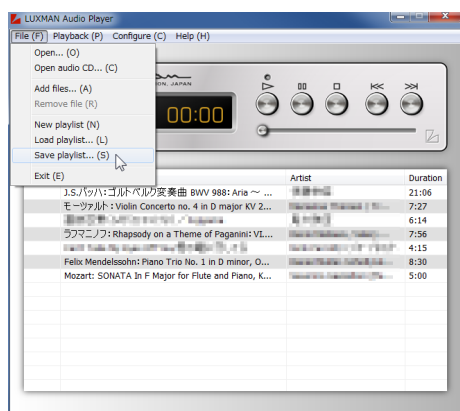 LUXMAN Audio Player
File (F) Playback (P) Configure (C) Help (H)
Open... (O)
Open audio CD... (C)
Add files... (A)
Remove file (R)
New playlist (N)
Load playlist... (L)
Save playlist... (S)
Exit (E)
ON, JAPAN
00:00
Artist Duration
J.S.バッハ:ゴルトベルク変奏曲 BWV 988: Aria ～ ... 21:06
モーツァルト: Violin Concerto no. 4 in D major KV 2... 7:27
6:14
ラフマニノフ: Rhapsody on a Theme of Paganini: VI.... 7:56
4:15
Felix Mendelssohn: Piano Trio No. 1 in D minor, O... 8:30
Mozart: SONATA In F Major for Flute and Piano, K... 5:00